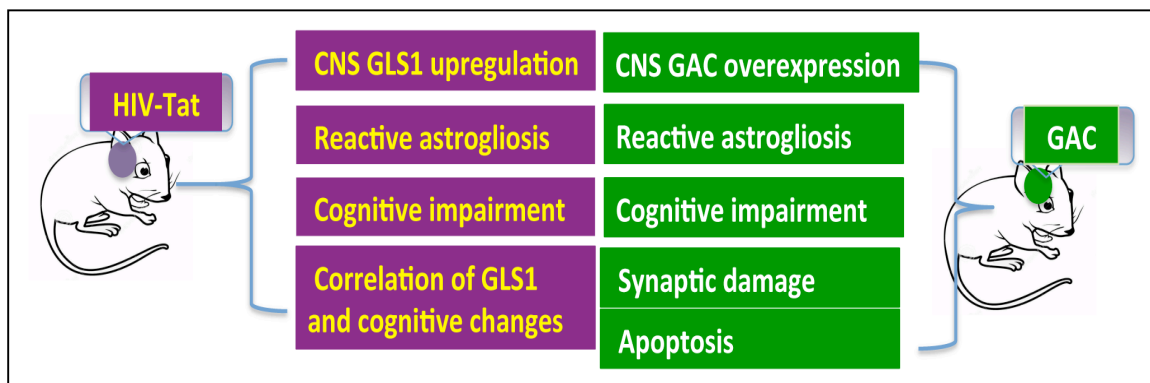 HIV-Tat
CNS GLS1 upregulation
Reactive astrogliosis
Cognitive impairment
Correlation of GLS1
and cognitive changes
CNS GAC overexpression
Reactive astrogliosis
Cognitive impairment
Synaptic damage
Apoptosis
GAC